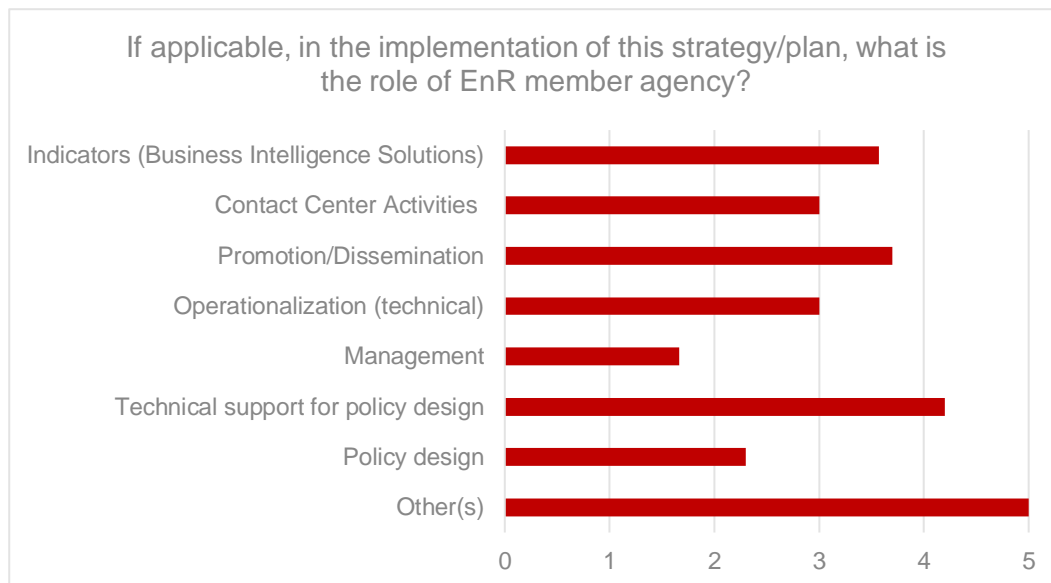 If applicable, in the implementation of this strategy/plan, what is
the role of EnR member agency?
Indicators (Business Intelligence Solutions)
Contact Center Activities
Promotion/Dissemination
Operationalization (technical)
Management
Technical support for policy design
Policy design
Other(s)
0 1 2 3 4 5